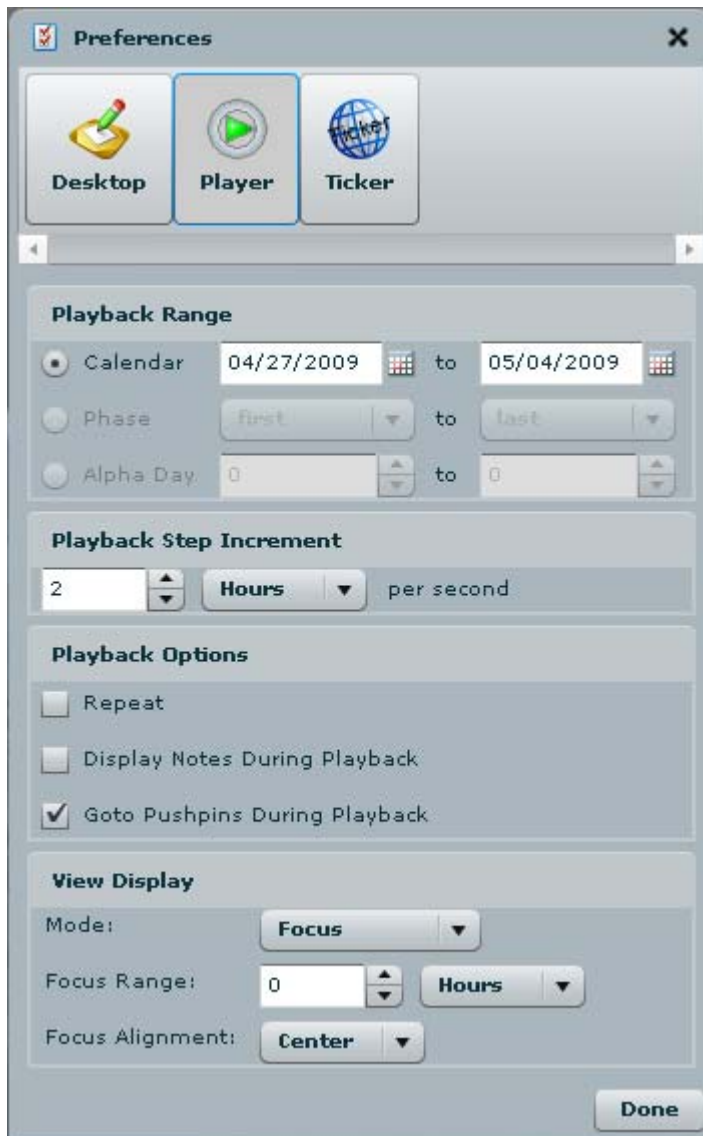 Preferences
Desktop Player Ticker
Ticker
Playback Range
Calendar 04/27/2009 to 05/04/2009
Phase first to last
Alpha Day 0 to 0
Playback Step Increment
2 Hours per second
Playback Options
Repeat
Display Notes During Playback
Goto Pushpins During Playback
View Display
Mode: Focus
Focus Range: 0 Hours
Focus Alignment: Center
Done